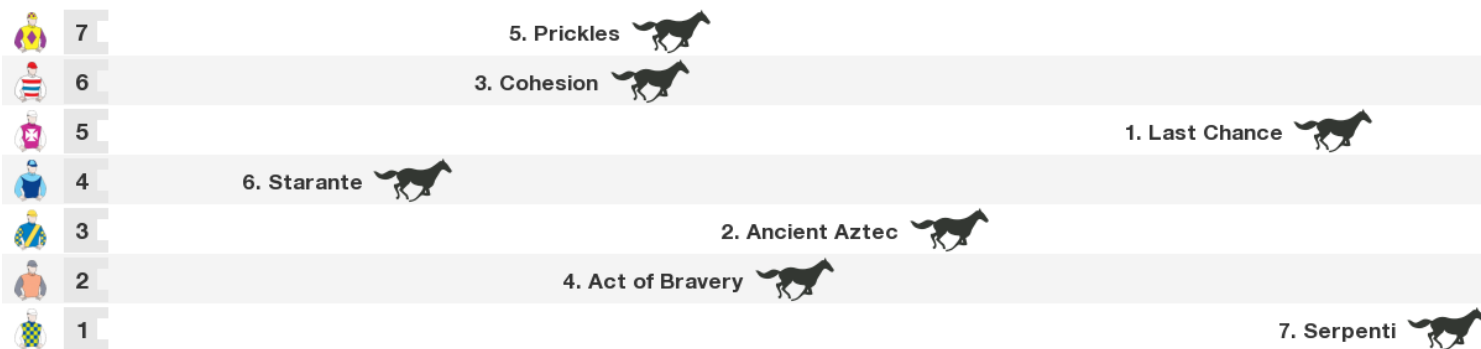 7 5. Prickles
6 3. Cohesion
5 1. Last Chance
4 6. Starante
3 2. Ancient Aztec
2 4. Act of Bravery
1 7. Serpenti